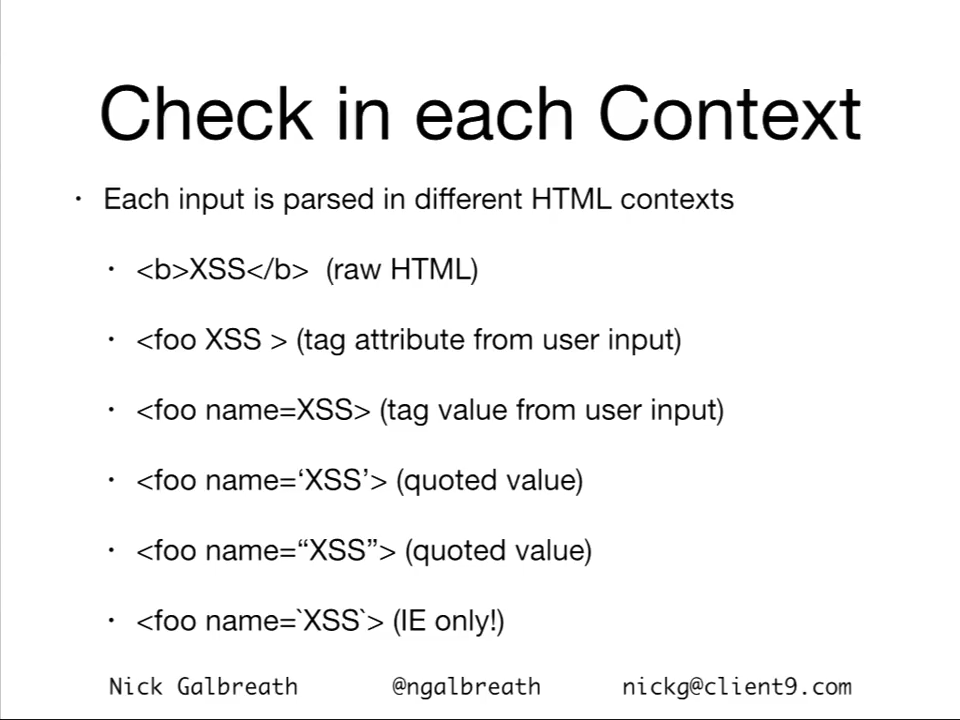 Check in each Context
· Each input is parsed in different HTML contexts
· <b>XSS</b>  (raw HTML)
· <foo XSS > (tag attribute from user input)
· <foo name=XSS> (tag value from user input)
· <foo name=‘XSS’> (quoted value)
· <foo name=“XSS”> (quoted value)
· <foo name=`XSS`> (IE only!)
Nick Galbreath @ngalbreath nickg@client9.com